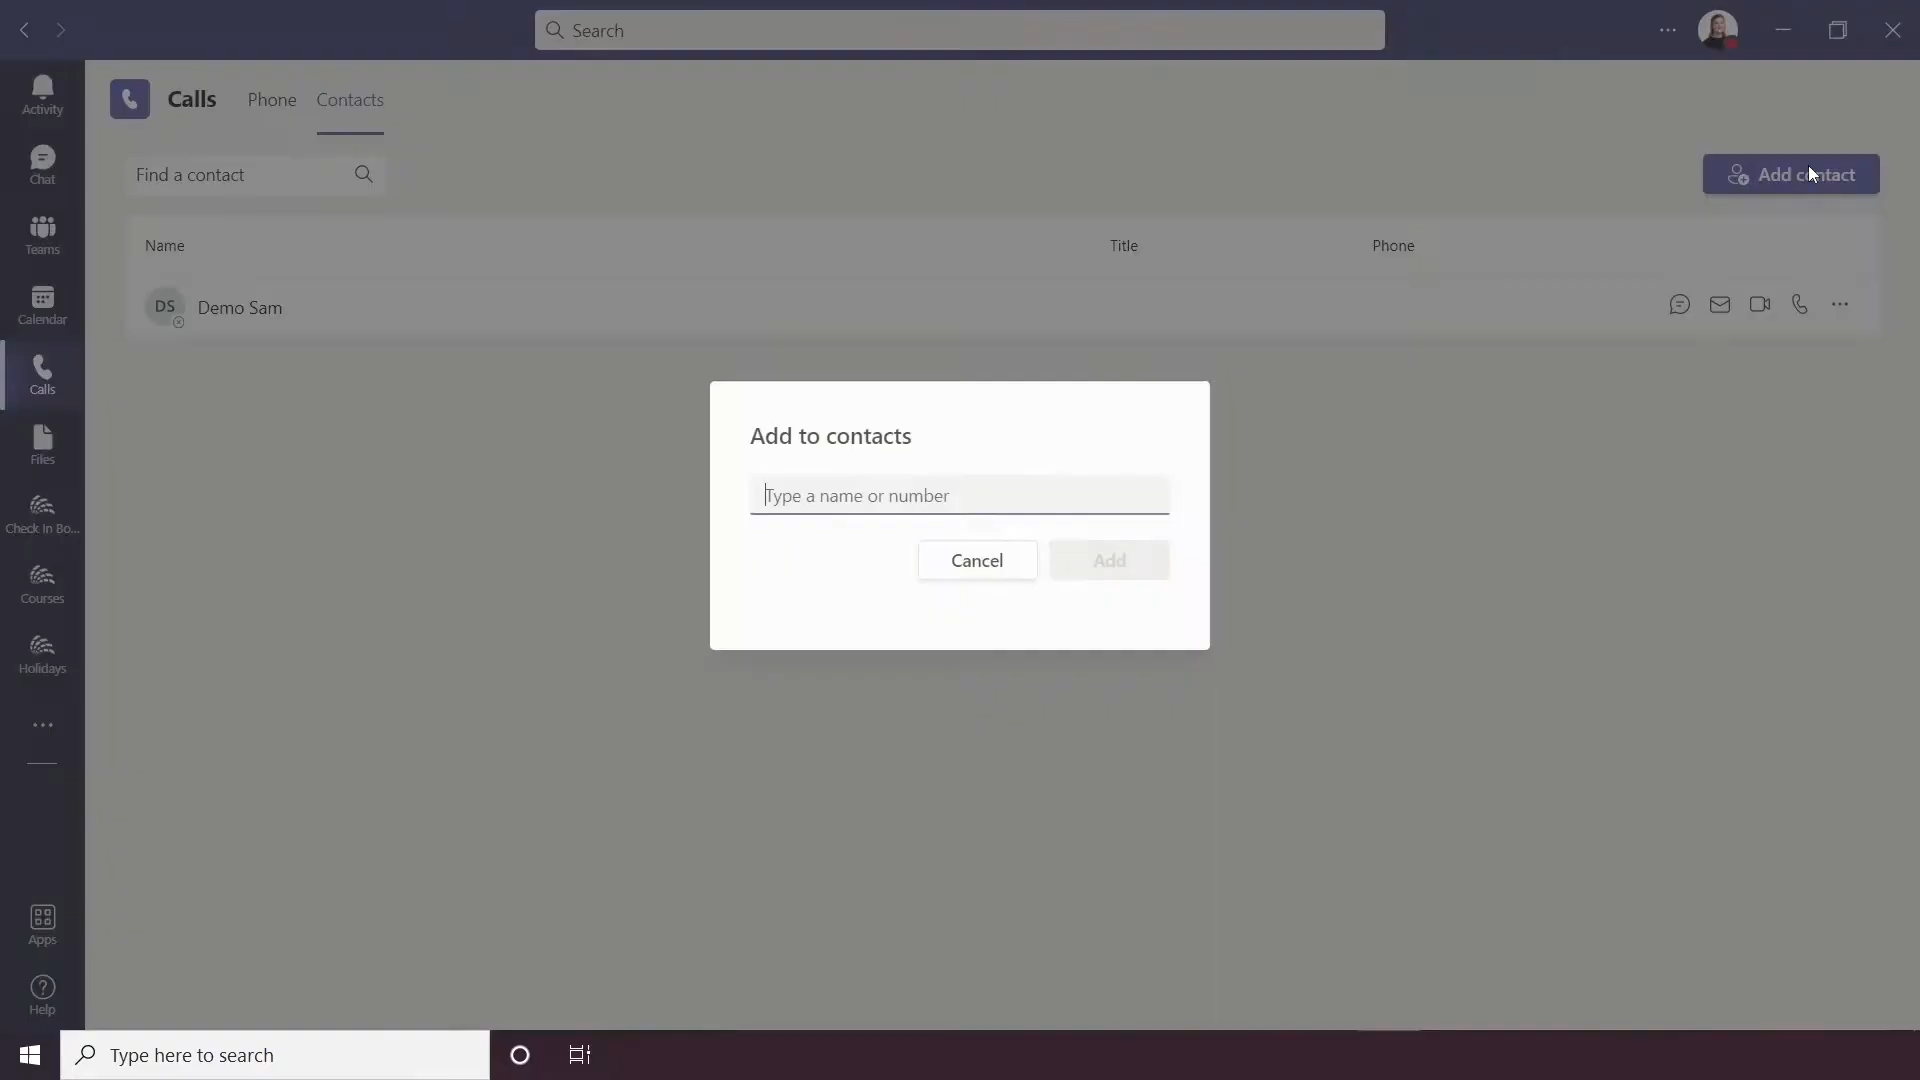 Search
Activity
Chat
Teams
Calendar
Calls
Files
Check In Bo...
Courses
Holidays
Apps
Help
Calls
Phone
Contacts
Find a contact
Add contact
Name
Title
Phone
DS
Demo Sam
Add to contacts
Type a name or number
Cancel
Add
Type here to search